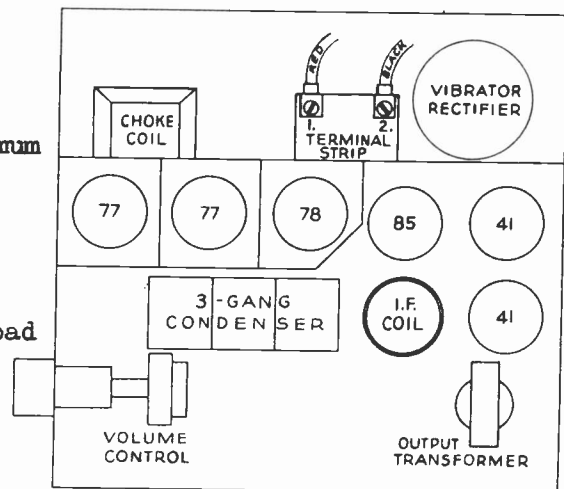 RED
BLACK
VIBRATOR
RECTIFIER
CHOKE
COIL
1.
2.
TERMINAL
STRIP
77
77
78
85
41
3-GANG
CONDENSER
I.F.
COIL
41
VOLUME
CONTROL
OUTPUT
TRANSFORMER